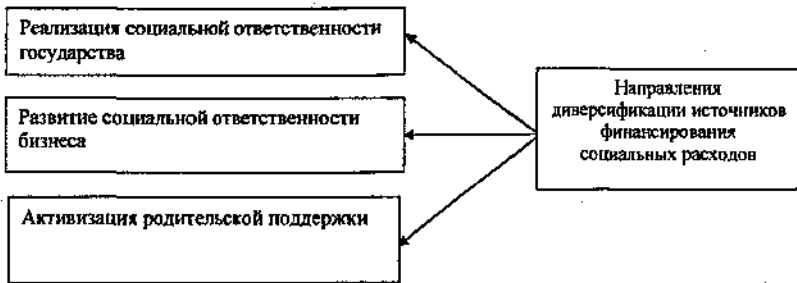 Реализация социальной ответственности
государства
Развитие социальной ответственности
бизнеса
Активизация родительской поддержки
Направления
диверсификации источников
финансирования
социальных расходов